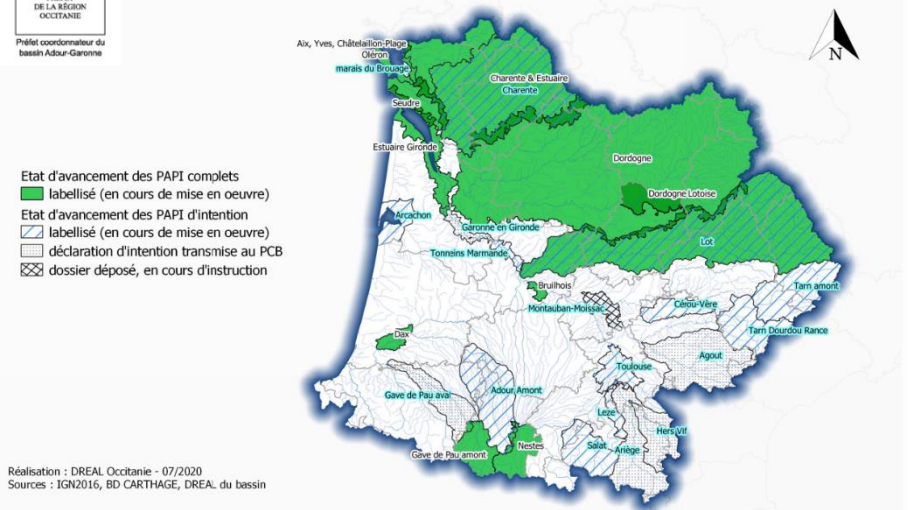 DE LA RÉGION
OCCITANIE
Préfet coordonnateur du
bassin Adour-Garonne
N
Aix, Yves, Châtelaillon-Plage
Oléron
marais du Brouage
Charente & Estuaire
Charente
Seudre
Estuaire Gironde
Dordogne
Dordogne Lotoise
Etat d'avancement des PAPI complets
labellisé (en cours de mise en oeuvre)
Etat d'avancement des PAPI d'intention
labellisé (en cours de mise en oeuvre)
déclaration d'intention transmise au PCB
dossier déposé, en cours d'instruction
Arcachon
Garonne en Gironde
Lot
Tonneins Marmande
Bruilhois
Montauban-Moissac
Cérou-Vère
Tarn amont
Tarn Dourdou Rance
Dax
Agout
Toulouse
Gave de Pau aval
Adour Amont
Leze
Hers Vif
Nestes
Salat
Ariège
Gave de Pau amont
Réalisation : DREAL Occitanie - 07/2020
Sources : IGN2016, BD CARTHAGE, DREAL du bassin